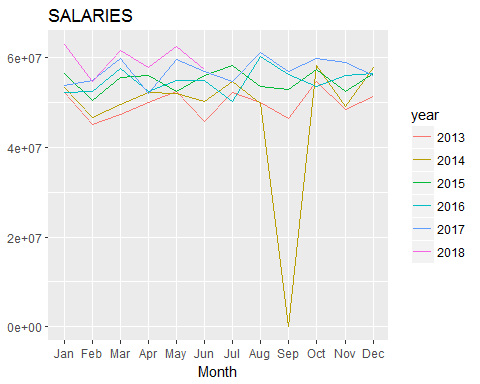 SALARIES
6e+07
4e+07
2e+07
0e+00
Jan Feb Mar Apr May Jun Jul Aug Sep Oct Nov Dec
Month
year
2013
2014
2015
2016
2017
2018